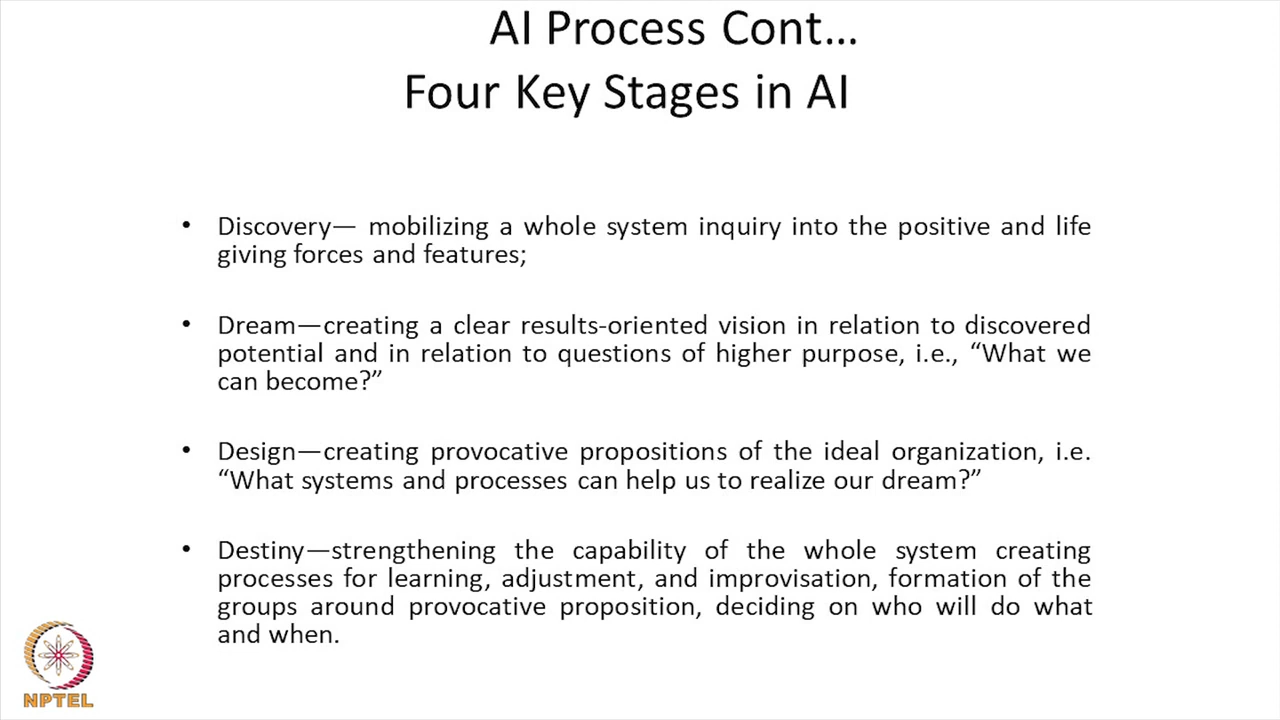 AI Process Cont…
Four Key Stages in AI
• Discovery— mobilizing a whole system inquiry into the positive and life
giving forces and features;
• Dream—creating a clear results-oriented vision in relation to discovered
potential and in relation to questions of higher purpose, i.e., “What we
can become?”
• Design—creating provocative propositions of the ideal organization, i.e.
“What systems and processes can help us to realize our dream?”
• Destiny—strengthening the capability of the whole system creating
processes for learning, adjustment, and improvisation, formation of the
groups around provocative proposition, deciding on who will do what
and when.
NPTEL